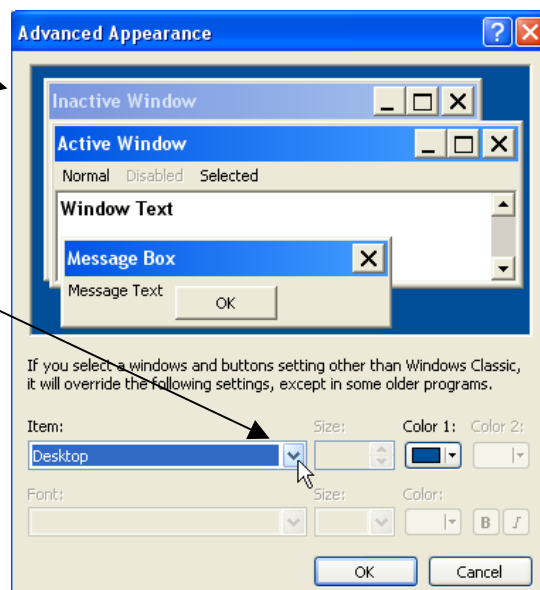 Advanced Appearance
Inactive Window
Active Window
Normal Disabled Selected
Window Text
Message Box
Message Text
OK
If you select a windows and buttons setting other than Windows Classic,
it will override the following settings, except in some older programs.
Item: Size: Color 1: Color 2:
Desktop
Font: Size: Color:
B I
OK Cancel